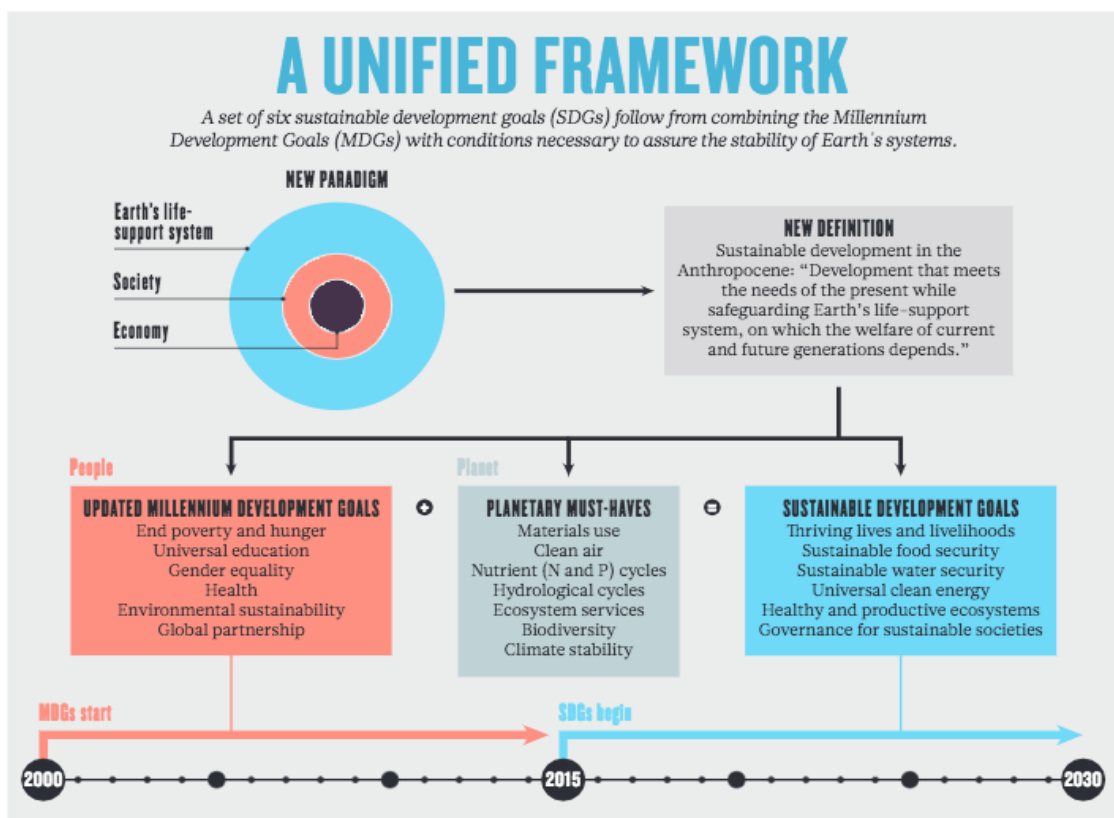 A UNIFIED FRAMEWORK
A set of six sustainable development goals (SDGs) follow from combining the Millennium
Development Goals (MDGs) with conditions necessary to assure the stability of Earth's systems.
NEW PARADIGM
Earth's life-
support system
Society
Economy
NEW DEFINITION
Sustainable development in the
Anthropocene: “Development that meets
the needs of the present while
safeguarding Earth's life-support
system, on which the welfare of current
and future generations depends.”
People
UPDATED MILLENNIUM DEVELOPMENT GOALS
End poverty and hunger
Universal education
Gender equality
Health
Environmental sustainability
Global partnership
+
Planet
PLANETARY MUST-HAVES
Materials use
Clean air
Nutrient (N and P) cycles
Hydrological cycles
Ecosystem services
Biodiversity
Climate stability
=
SUSTAINABLE DEVELOPMENT GOALS
Thriving lives and livelihoods
Sustainable food security
Sustainable water security
Universal clean energy
Healthy and productive ecosystems
Governance for sustainable societies
MDGs start
SDGs begin
2000
2015
2030